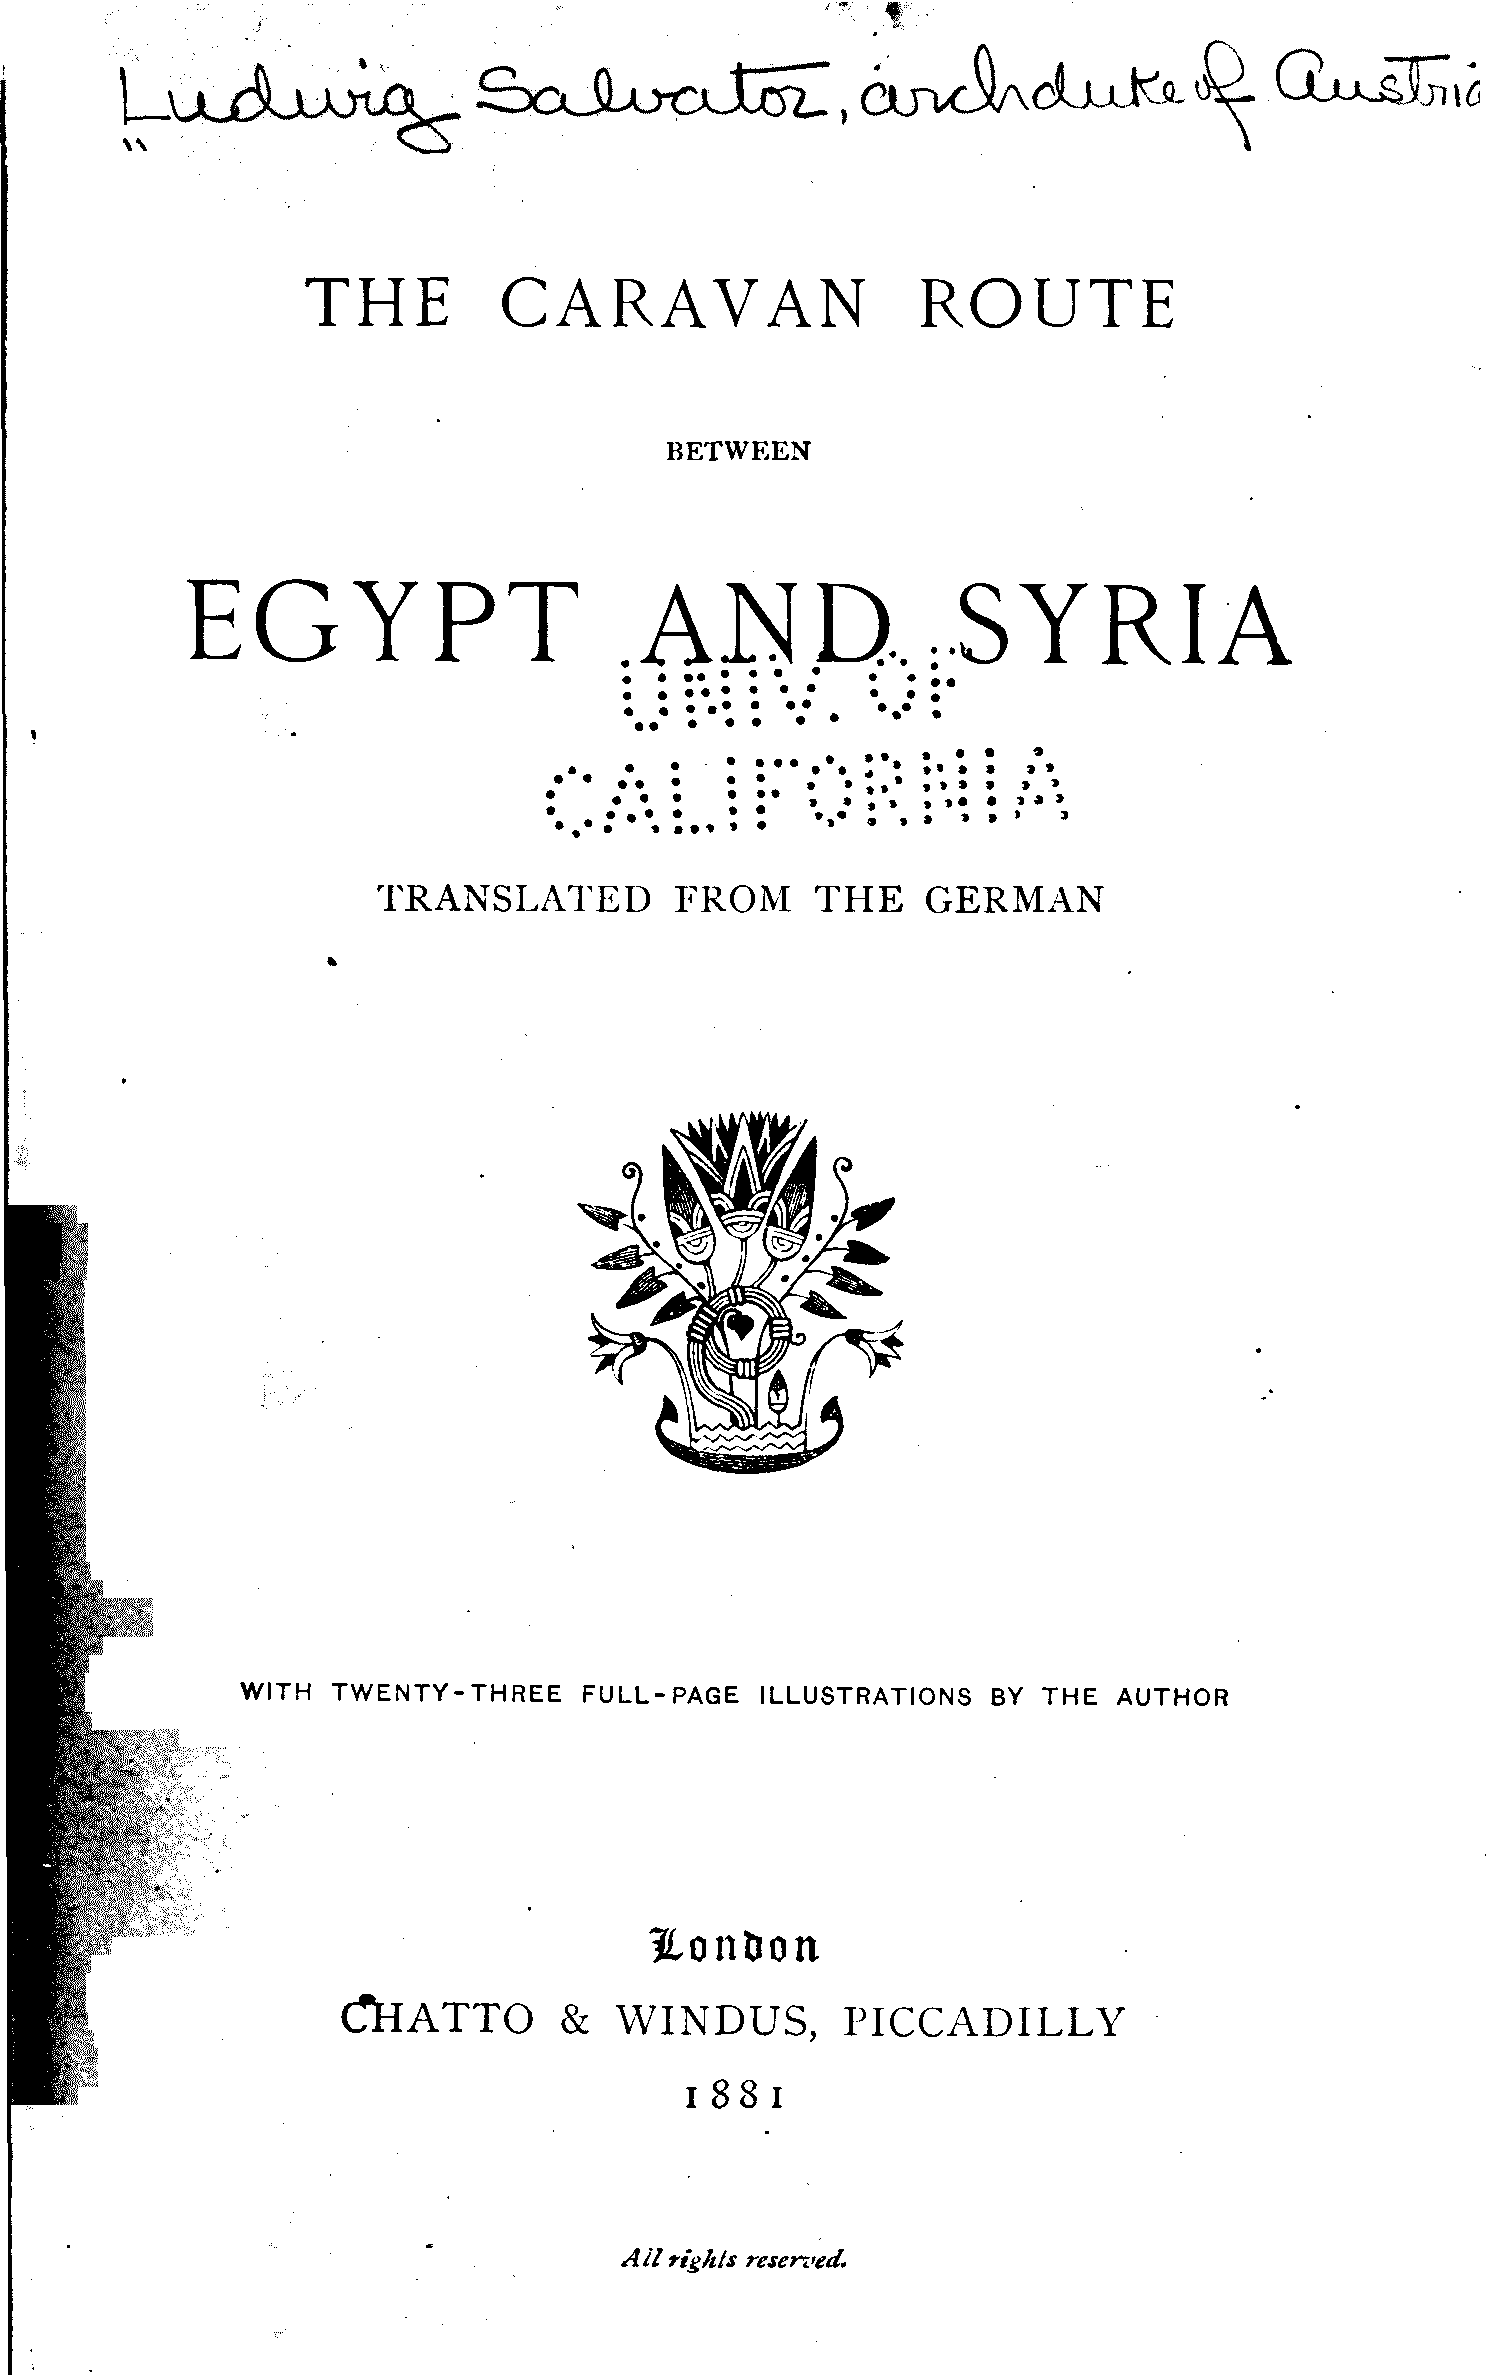 Ludwig Salvator, archduke of Austria
THE CARAVAN ROUTE
BETWEEN
EGYPT AND SYRIA
UNIV. OF
CALIFORNIA
TRANSLATED FROM THE GERMAN
WITH TWENTY-THREE FULL-PAGE ILLUSTRATIONS BY THE AUTHOR
London
CHATTO & WINDUS, PICCADILLY
1881
All rights reserved.